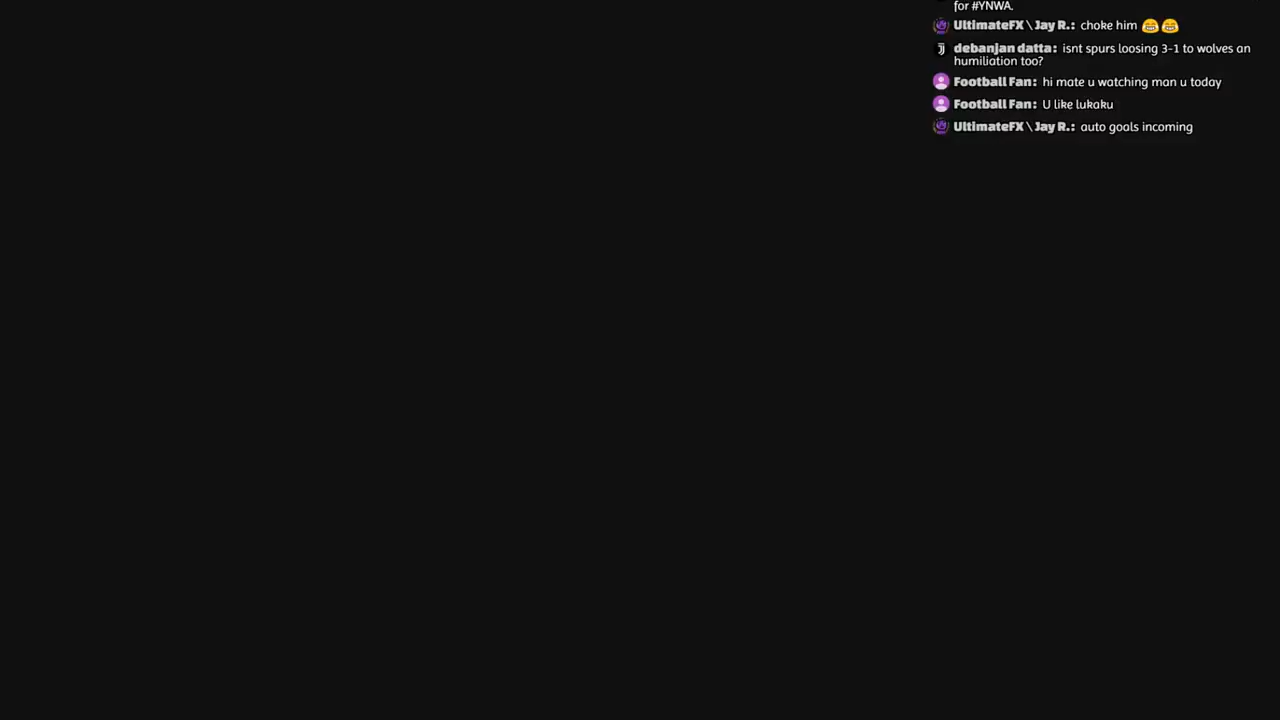 for #YNWA.
UltimateFX \ Jay R.: choke him 😂😂
debanjan datta: isnt spurs loosing 3-1 to wolves an
humiliation too?
Football Fan: hi mate u watching man u today
Football Fan: U like lukaku
UltimateFX \ Jay R.: auto goals incoming